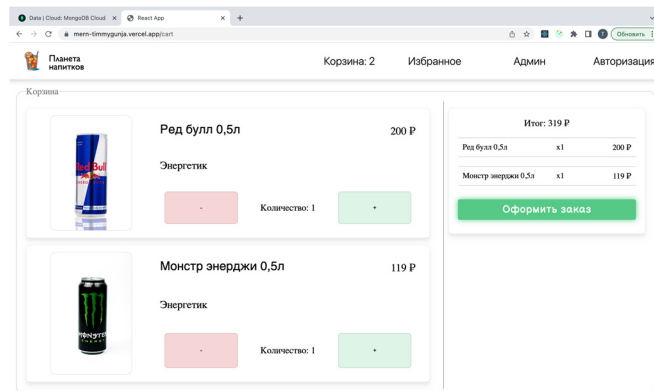 Data | Cloud: MongoDB Cloud
React App
mern-timmygunja.vercel.app/cart
Обновить
Планета напитков
Корзина: 2
Избранное
Админ
Авторизация
Корзина
Ред булл 0,5л
200 ₽
Энергетик
-
Количество: 1
+
Монстр энерджи 0,5л
119 ₽
Энергетик
-
Количество: 1
+
Итог: 319 ₽
Ред булл 0,5л x1 200 ₽
Монстр энерджи 0,5л x1 119 ₽
Оформить заказ